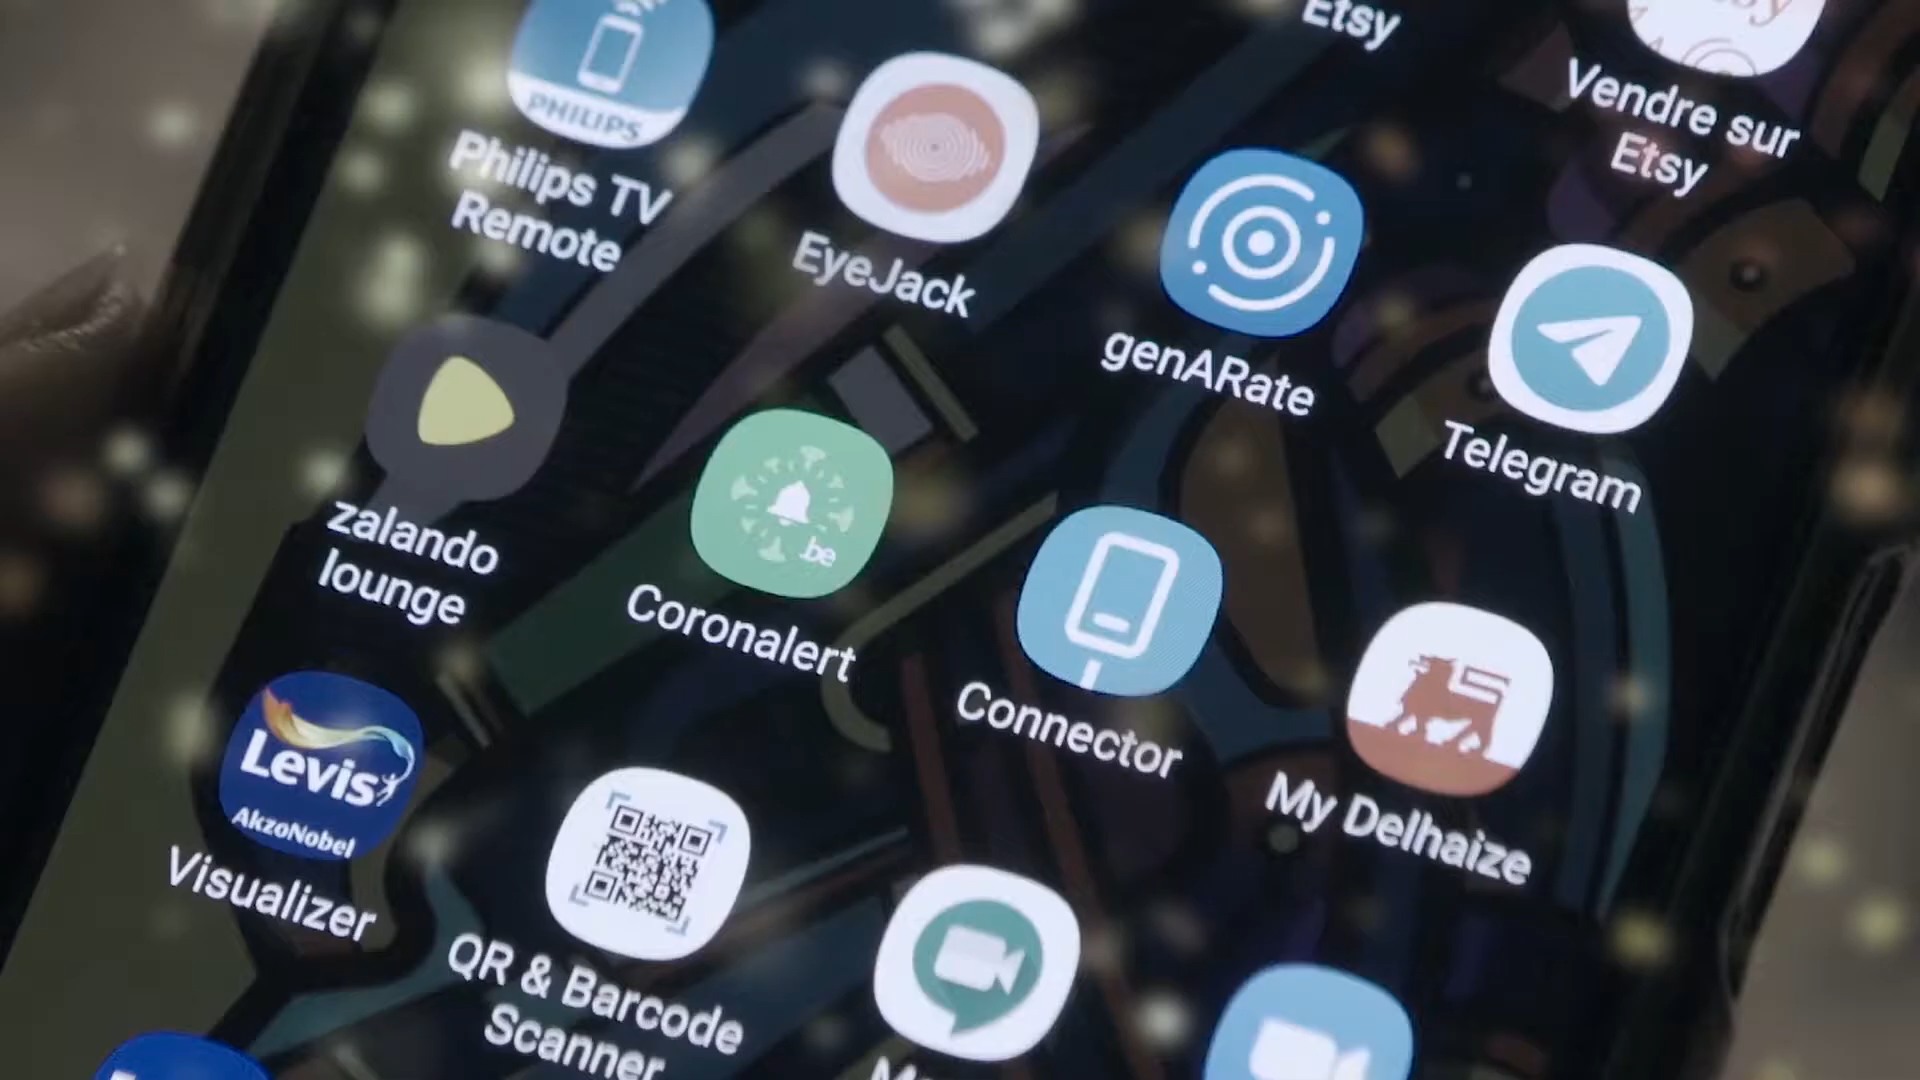 Etsy
Vendre sur
Etsy
PHILIPS
Philips TV
Remote
EyeJack
genARate
Telegram
zalando
lounge
.be
Coronalert
Connector
My Delhaize
Levis
AkzoNobel
Visualizer
QR & Barcode
Scanner